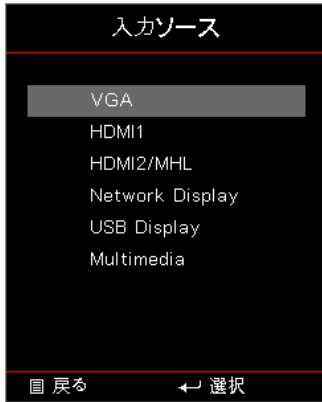 入力ソース
VGA
HDMI1
HDMI2/MHL
Network Display
USB Display
Multimedia
戻る 選択